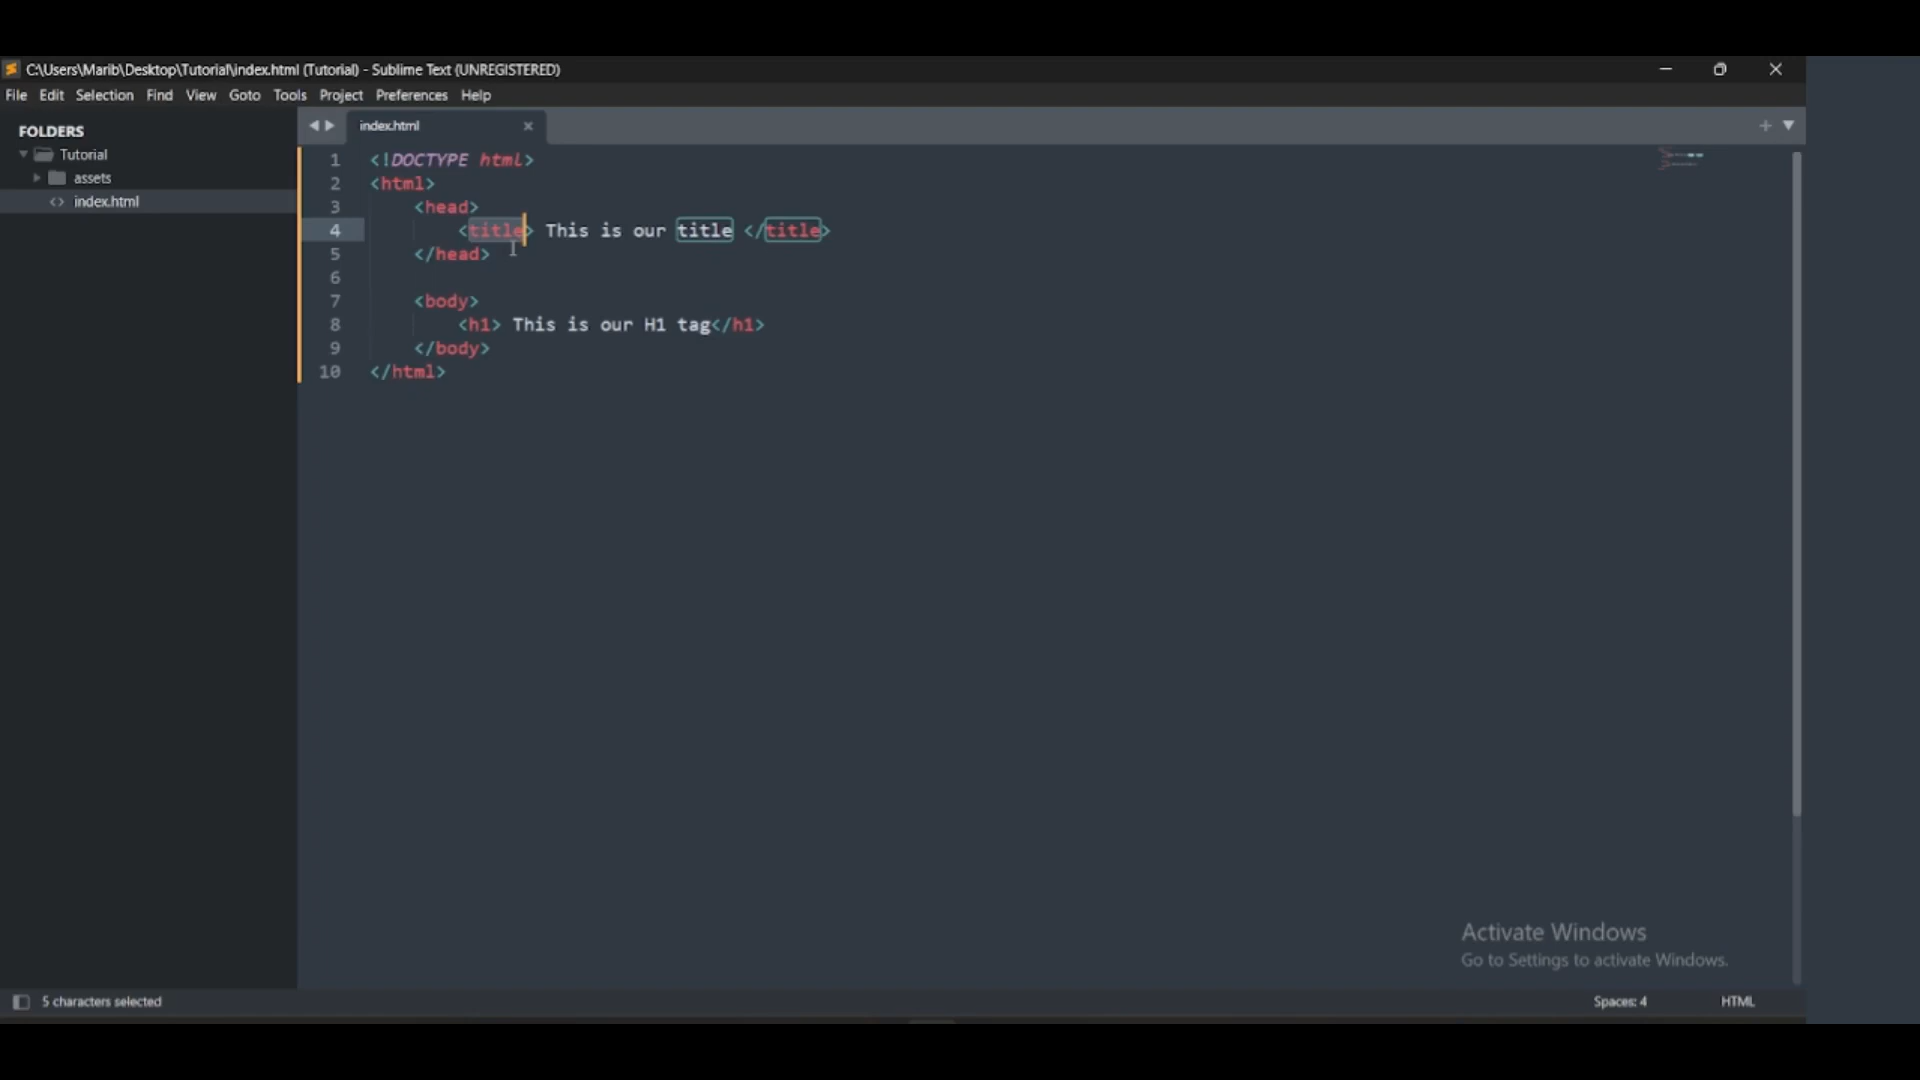 C:\Users\Marib\Desktop\Tutorial\index.html (Tutorial) - Sublime Text (UNREGISTERED)
File Edit Selection Find View Goto Tools Project Preferences Help
FOLDERS
Tutorial
assets
<> index.html
index.html
1 <!DOCTYPE html>
2 <html>
3 <head>
4 <title> This is our title </title>
5 </head>
6
7 <body>
8 <h1> This is our H1 tag</h1>
9 </body>
10 </html>
Activate Windows
Go to Settings to activate Windows.
5 characters selected
Spaces: 4
HTML